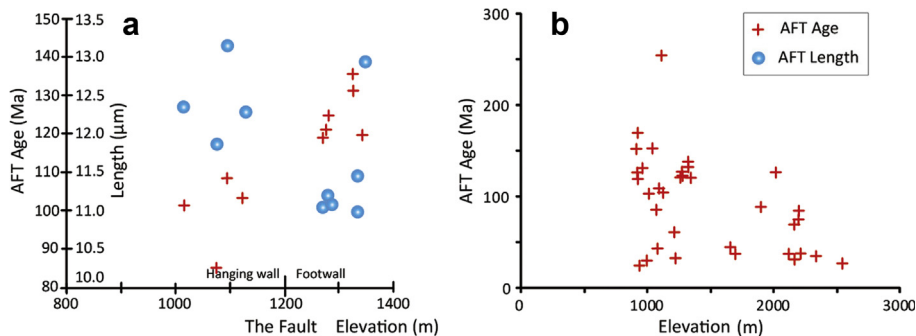 a
AFT Age (Ma)
150
140
130
120
110
100
90
80
Length (µm)
13.5
13.0
12.5
12.0
11.5
11.0
10.5
10.0
Hanging wall
Footwall
800
1000
1200
1400
The Fault
Elevation (m)
b
AFT Age
AFT Length
AFT Age (Ma)
300
200
100
0
0
1000
2000
3000
Elevation (m)